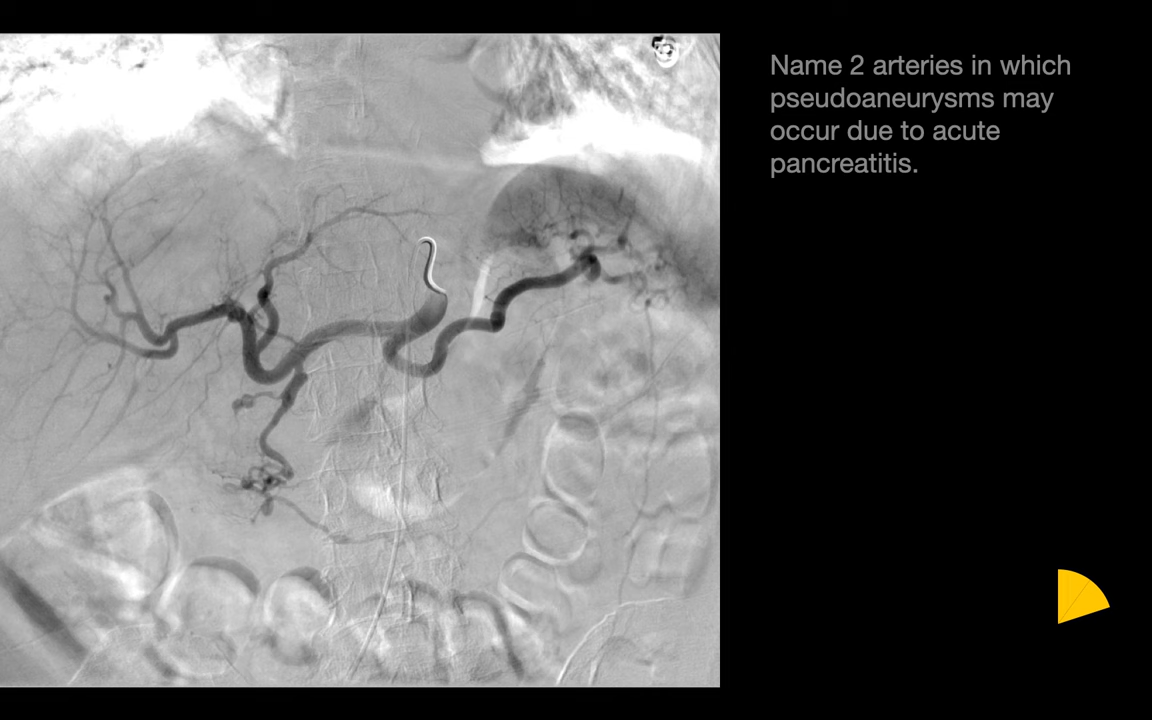 Name 2 arteries in which
pseudoaneurysms may
occur due to acute
pancreatitis.